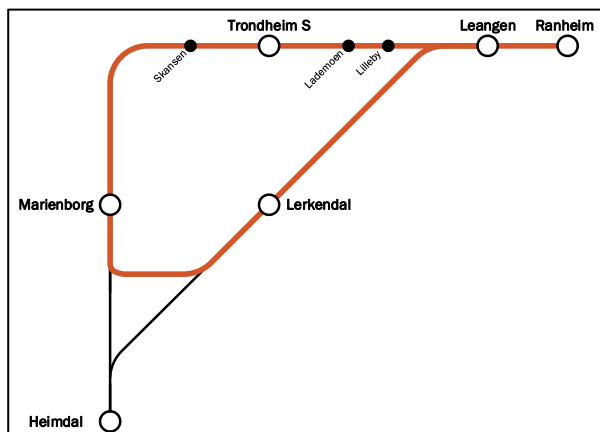 Trondheim S
Leangen
Ranheim
Skansen
Lademoen
Lilleby
Marienborg
Lerkendal
Heimdal